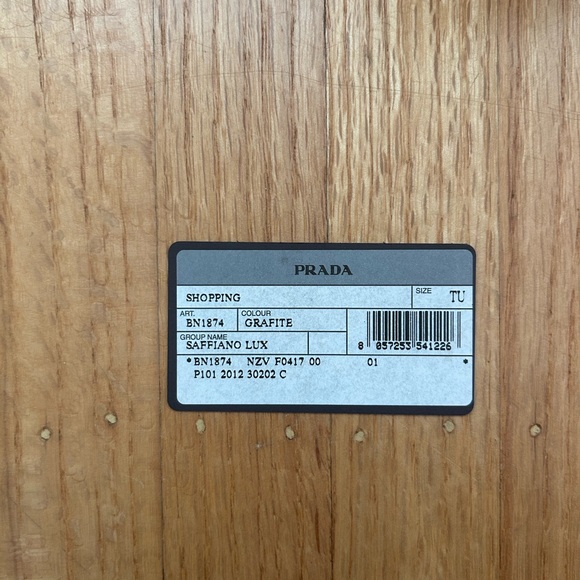 PRADA
SHOPPING
SIZE TU
ART. BN1874
COLOUR GRAFITE
GROUP NAME
SAFFIANO LUX
8 057253 541226
*BN1874 NZV F0417 00 01 *
P101 2012 30202 C